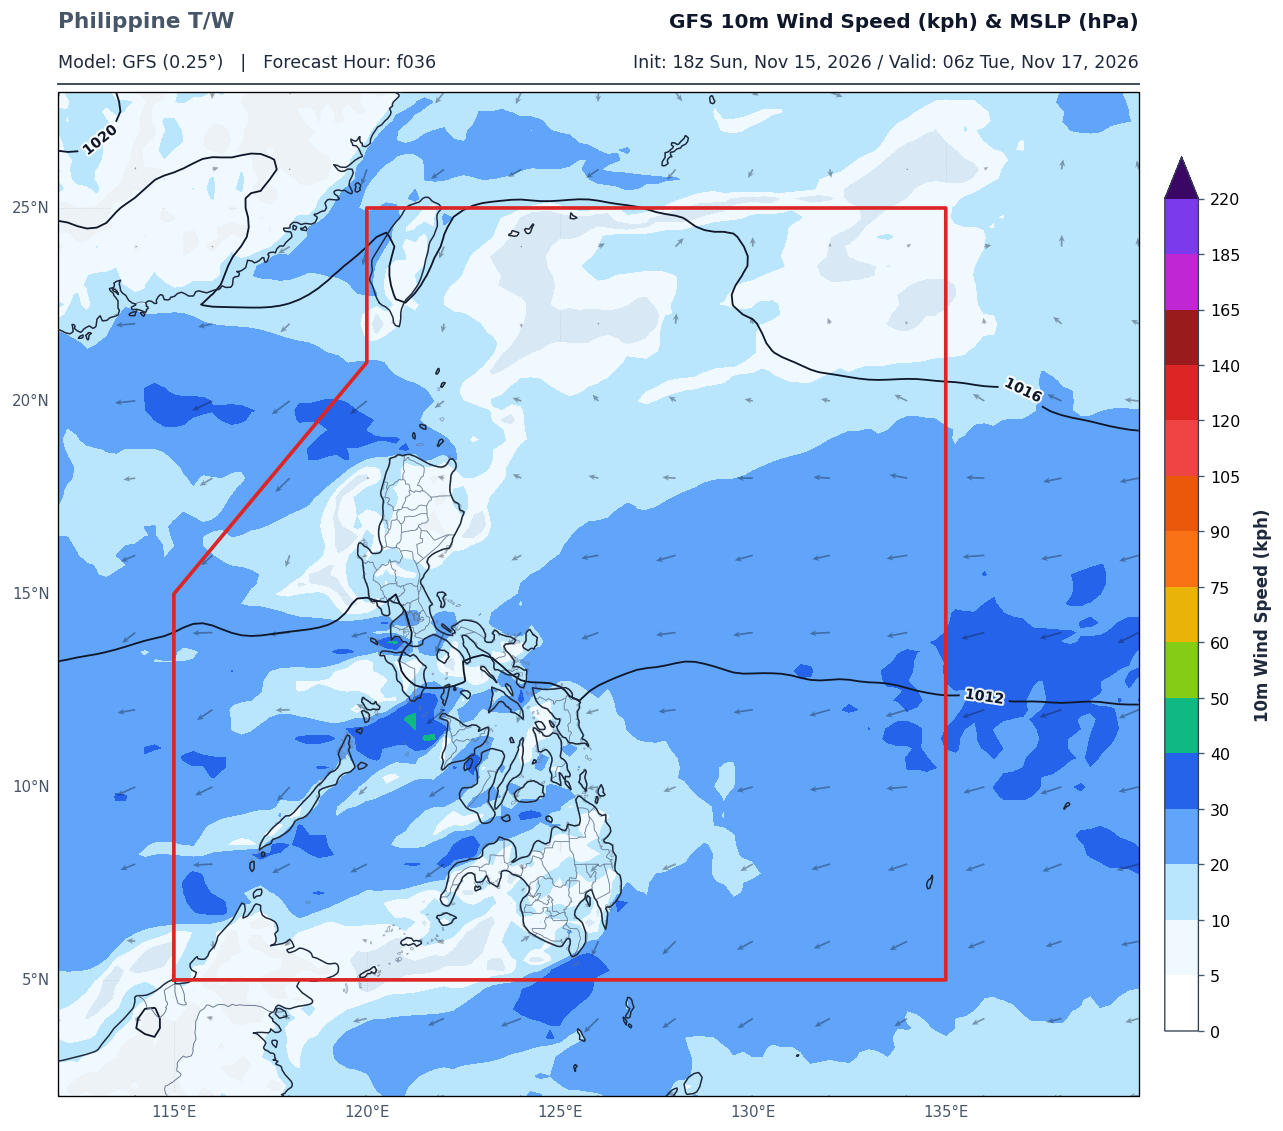 Philippine T/W
GFS 10m Wind Speed (kph) & MSLP (hPa)
Model: GFS (0.25°)   |   Forecast Hour: f036
Init: 18z Sun, Nov 15, 2026 / Valid: 06z Tue, Nov 17, 2026
1020
1016
1012
25°N
20°N
15°N
10°N
5°N
115°E
120°E
125°E
130°E
135°E
220
185
165
140
120
105
90
75
60
50
40
30
20
10
5
0
10m Wind Speed (kph)